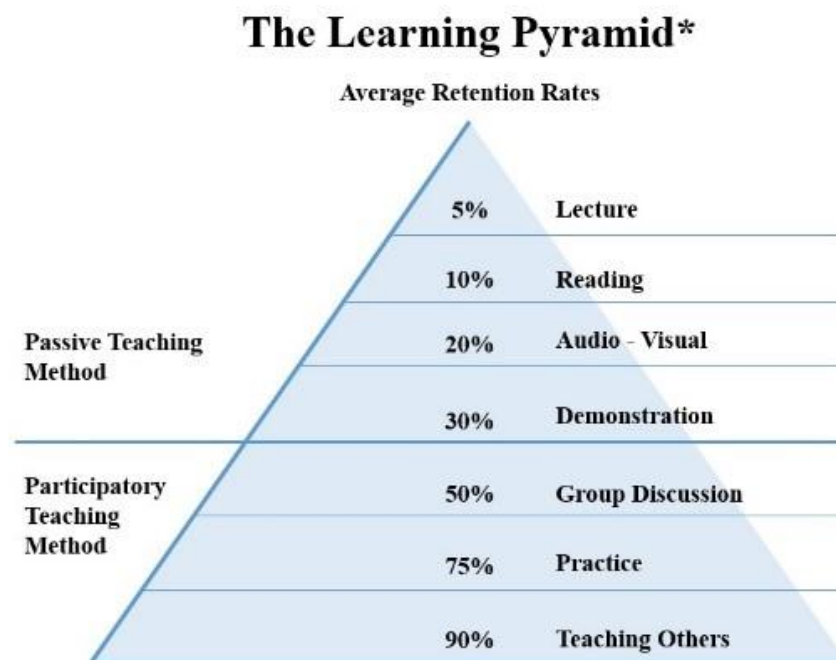 The Learning Pyramid*
Average Retention Rates
5% Lecture
10% Reading
20% Audio - Visual
30% Demonstration
Passive Teaching
Method
50% Group Discussion
75% Practice
90% Teaching Others
Participatory
Teaching
Method